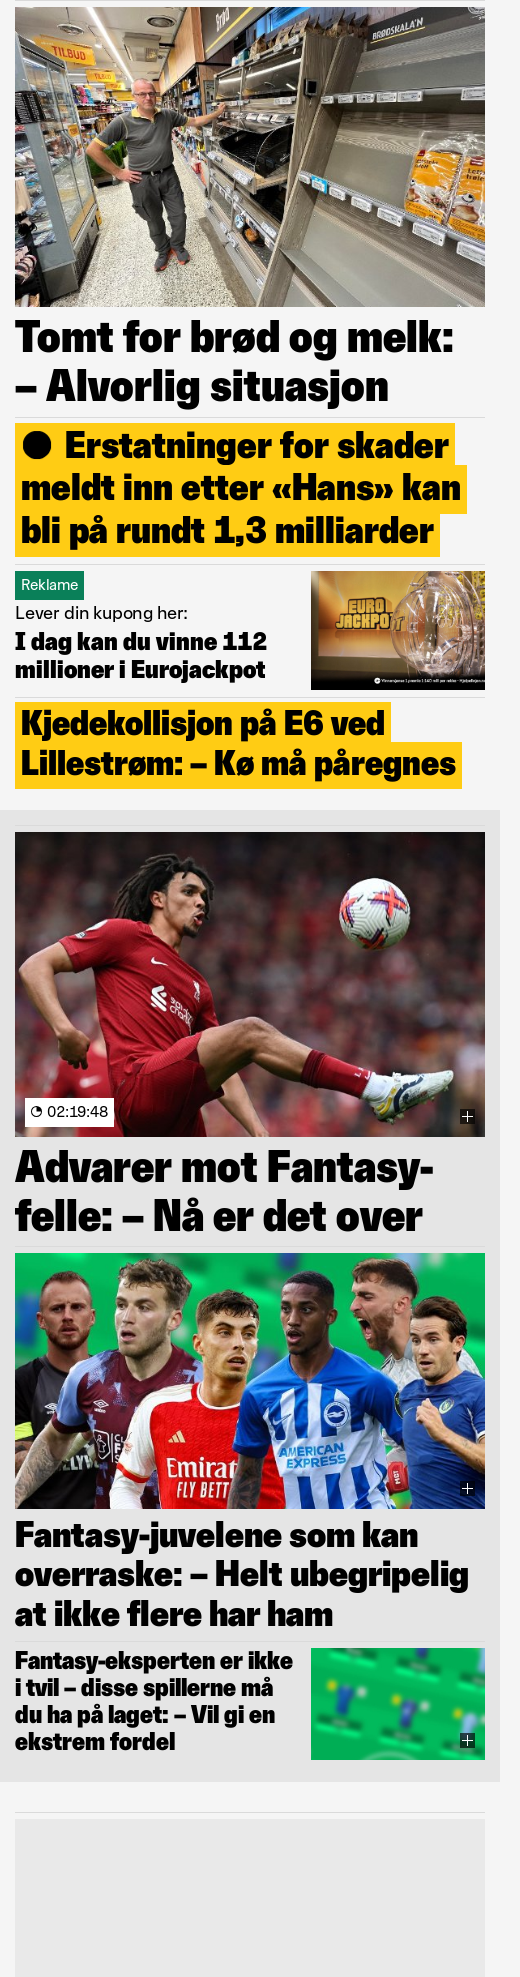 TILBUD
TILBUD
Brød
BRØDSKALA'N
Tomt for brød og melk:
– Alvorlig situasjon
Erstatninger for skader
meldt inn etter «Hans» kan
bli på rundt 1,3 milliarder
Reklame
Lever din kupong her:
I dag kan du vinne 112
millioner i Eurojackpot
EURO
JACKPOT
Kjedekollisjon på E6 ved
Lillestrøm: – Kø må påregnes
02:19:48
Advarer mot Fantasy-
felle: – Nå er det over
umbro
Emirates
FLY BETT
AMERICAN
EXPRESS
Fantasy-juvelene som kan
overraske: – Helt ubegripelig
at ikke flere har ham
Fantasy-eksperten er ikke
i tvil – disse spillerne må
du ha på laget: – Vil gi en
ekstrem fordel